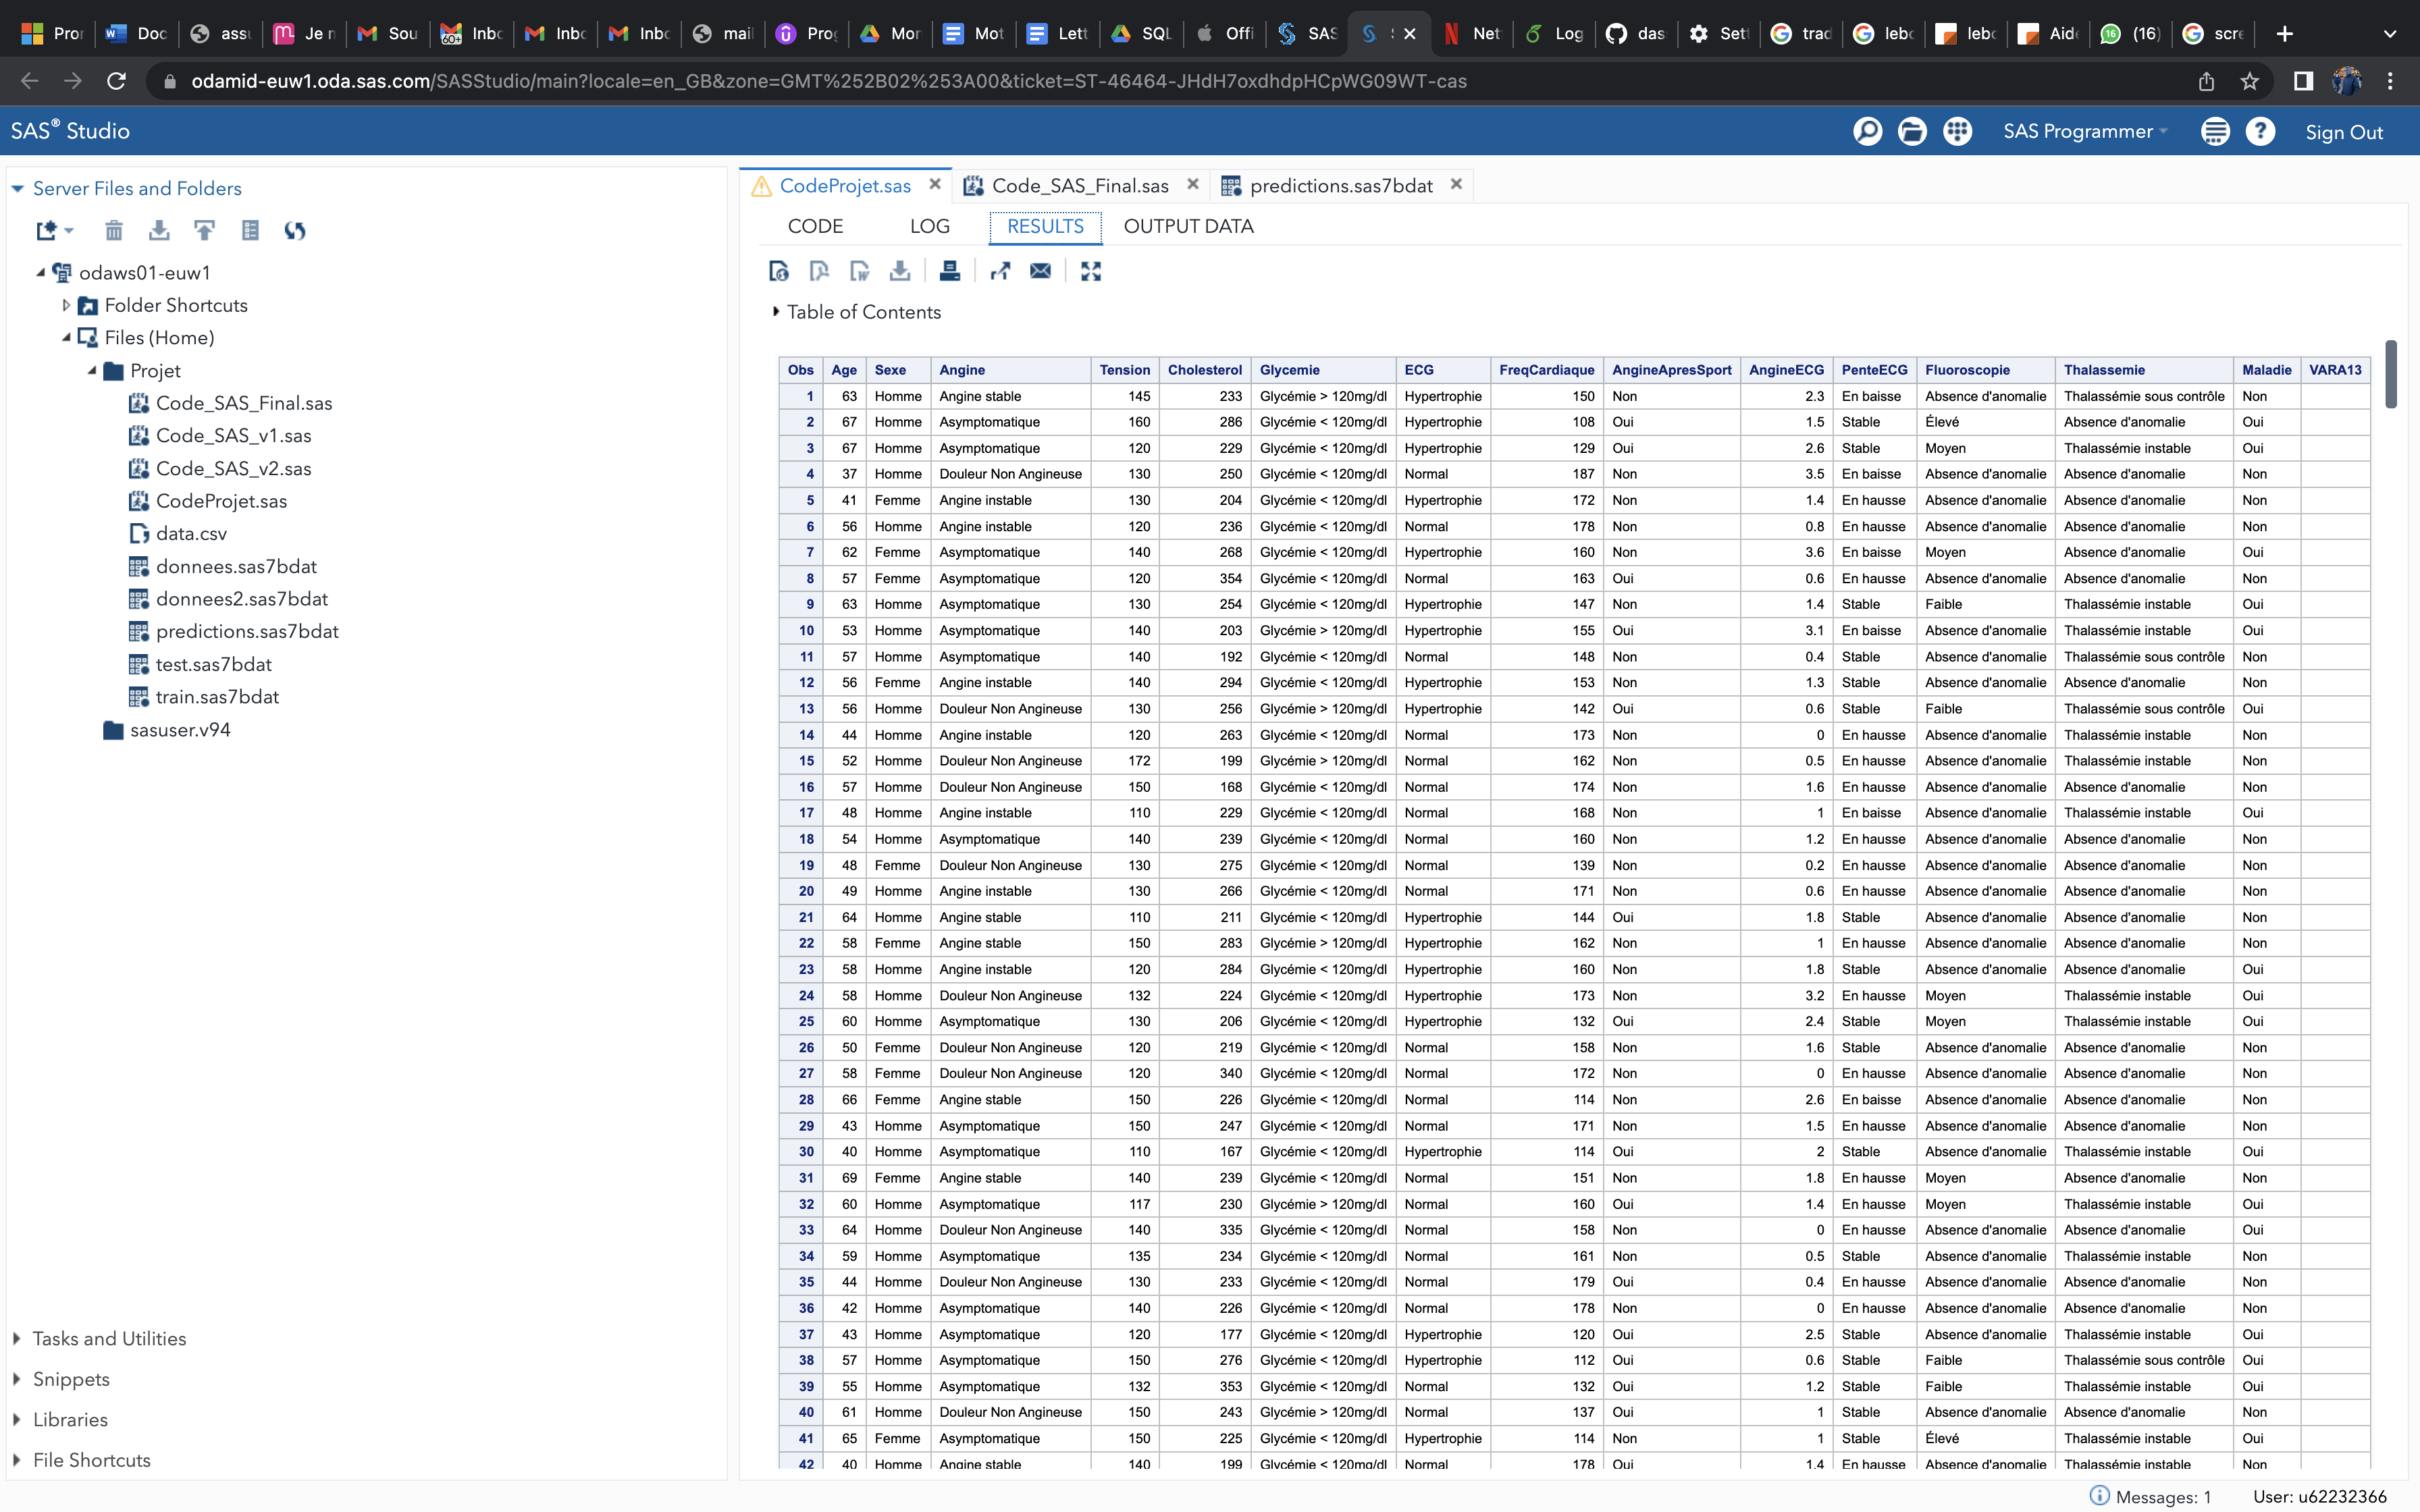 Pror Doc assu Je n Sou Inbc Inbc Inbc mail Prog Mor Mot Lett SQL Offi SAS Net Log das Sett trad lebc lebc Aide (16) scre
odamid-euw1.oda.sas.com/SASStudio/main?locale=en_GB&zone=GMT%252B02%253A00&ticket=ST-46464-JHdH7oxdhdpHCpWG09WT-cas
SAS® Studio SAS Programmer Sign Out
Server Files and Folders
odaws01-euw1
Folder Shortcuts
Files (Home)
Projet
Code_SAS_Final.sas
Code_SAS_v1.sas
Code_SAS_v2.sas
CodeProjet.sas
data.csv
donnees.sas7bdat
donnees2.sas7bdat
predictions.sas7bdat
test.sas7bdat
train.sas7bdat
sasuser.v94
Tasks and Utilities
Snippets
Libraries
File Shortcuts
CodeProjet.sas Code_SAS_Final.sas predictions.sas7bdat
CODE LOG RESULTS OUTPUT DATA
Table of Contents
Obs Age Sexe Angine Tension Cholesterol Glycemie ECG FreqCardiaque AngineApresSport AngineECG PenteECG Fluoroscopie Thalassemie Maladie VARA13
1 63 Homme Angine stable 145 233 Glycémie > 120mg/dl Hypertrophie 150 Non 2.3 En baisse Absence d'anomalie Thalassémie sous contrôle Non
2 67 Homme Asymptomatique 160 286 Glycémie < 120mg/dl Hypertrophie 108 Oui 1.5 Stable Élevé Absence d'anomalie Oui
3 67 Homme Asymptomatique 120 229 Glycémie < 120mg/dl Hypertrophie 129 Oui 2.6 Stable Moyen Thalassémie instable Oui
4 37 Homme Douleur Non Angineuse 130 250 Glycémie < 120mg/dl Normal 187 Non 3.5 En baisse Absence d'anomalie Absence d'anomalie Non
5 41 Femme Angine instable 130 204 Glycémie < 120mg/dl Hypertrophie 172 Non 1.4 En hausse Absence d'anomalie Absence d'anomalie Non
6 56 Homme Angine instable 120 236 Glycémie < 120mg/dl Normal 178 Non 0.8 En hausse Absence d'anomalie Absence d'anomalie Non
7 62 Femme Asymptomatique 140 268 Glycémie < 120mg/dl Hypertrophie 160 Non 3.6 En baisse Moyen Absence d'anomalie Oui
8 57 Femme Asymptomatique 120 354 Glycémie < 120mg/dl Normal 163 Oui 0.6 En hausse Absence d'anomalie Absence d'anomalie Non
9 63 Homme Asymptomatique 130 254 Glycémie < 120mg/dl Hypertrophie 147 Non 1.4 Stable Faible Thalassémie instable Oui
10 53 Homme Asymptomatique 140 203 Glycémie > 120mg/dl Hypertrophie 155 Oui 3.1 En baisse Absence d'anomalie Thalassémie instable Oui
11 57 Homme Asymptomatique 140 192 Glycémie < 120mg/dl Normal 148 Non 0.4 Stable Absence d'anomalie Thalassémie sous contrôle Non
12 56 Femme Angine instable 140 294 Glycémie < 120mg/dl Hypertrophie 153 Non 1.3 Stable Absence d'anomalie Absence d'anomalie Non
13 56 Homme Douleur Non Angineuse 130 256 Glycémie > 120mg/dl Hypertrophie 142 Oui 0.6 Stable Faible Thalassémie sous contrôle Oui
14 44 Homme Angine instable 120 263 Glycémie < 120mg/dl Normal 173 Non 0 En hausse Absence d'anomalie Thalassémie instable Non
15 52 Homme Douleur Non Angineuse 172 199 Glycémie > 120mg/dl Normal 162 Non 0.5 En hausse Absence d'anomalie Thalassémie instable Non
16 57 Homme Douleur Non Angineuse 150 168 Glycémie < 120mg/dl Normal 174 Non 1.6 En hausse Absence d'anomalie Absence d'anomalie Non
17 48 Homme Angine instable 110 229 Glycémie < 120mg/dl Normal 168 Non 1 En baisse Absence d'anomalie Thalassémie instable Oui
18 54 Homme Asymptomatique 140 239 Glycémie < 120mg/dl Normal 160 Non 1.2 En hausse Absence d'anomalie Absence d'anomalie Non
19 48 Femme Douleur Non Angineuse 130 275 Glycémie < 120mg/dl Normal 139 Non 0.2 En hausse Absence d'anomalie Absence d'anomalie Non
20 49 Homme Angine instable 130 266 Glycémie < 120mg/dl Normal 171 Non 0.6 En hausse Absence d'anomalie Absence d'anomalie Non
21 64 Homme Angine stable 110 211 Glycémie < 120mg/dl Hypertrophie 144 Oui 1.8 Stable Absence d'anomalie Absence d'anomalie Non
22 58 Femme Angine stable 150 283 Glycémie > 120mg/dl Hypertrophie 162 Non 1 En hausse Absence d'anomalie Absence d'anomalie Non
23 58 Homme Angine instable 120 284 Glycémie < 120mg/dl Hypertrophie 160 Non 1.8 Stable Absence d'anomalie Absence d'anomalie Oui
24 58 Homme Douleur Non Angineuse 132 224 Glycémie < 120mg/dl Hypertrophie 173 Non 3.2 En hausse Moyen Thalassémie instable Oui
25 60 Homme Asymptomatique 130 206 Glycémie < 120mg/dl Hypertrophie 132 Oui 2.4 Stable Moyen Thalassémie instable Oui
26 50 Femme Douleur Non Angineuse 120 219 Glycémie < 120mg/dl Normal 158 Non 1.6 Stable Absence d'anomalie Absence d'anomalie Non
27 58 Femme Douleur Non Angineuse 120 340 Glycémie < 120mg/dl Normal 172 Non 0 En hausse Absence d'anomalie Absence d'anomalie Non
28 66 Femme Angine stable 150 226 Glycémie < 120mg/dl Normal 114 Non 2.6 En baisse Absence d'anomalie Absence d'anomalie Non
29 43 Homme Asymptomatique 150 247 Glycémie < 120mg/dl Normal 171 Non 1.5 En hausse Absence d'anomalie Absence d'anomalie Non
30 40 Homme Asymptomatique 110 167 Glycémie < 120mg/dl Hypertrophie 114 Oui 2 Stable Absence d'anomalie Thalassémie instable Oui
31 69 Femme Angine stable 140 239 Glycémie < 120mg/dl Normal 151 Non 1.8 En hausse Moyen Absence d'anomalie Non
32 60 Homme Asymptomatique 117 230 Glycémie > 120mg/dl Normal 160 Oui 1.4 En hausse Moyen Thalassémie instable Oui
33 64 Homme Douleur Non Angineuse 140 335 Glycémie < 120mg/dl Normal 158 Non 0 En hausse Absence d'anomalie Absence d'anomalie Oui
34 59 Homme Asymptomatique 135 234 Glycémie < 120mg/dl Normal 161 Non 0.5 Stable Absence d'anomalie Thalassémie instable Non
35 44 Homme Douleur Non Angineuse 130 233 Glycémie < 120mg/dl Normal 179 Oui 0.4 En hausse Absence d'anomalie Absence d'anomalie Non
36 42 Homme Asymptomatique 140 226 Glycémie < 120mg/dl Normal 178 Non 0 En hausse Absence d'anomalie Absence d'anomalie Non
37 43 Homme Asymptomatique 120 177 Glycémie < 120mg/dl Hypertrophie 120 Oui 2.5 Stable Absence d'anomalie Thalassémie instable Oui
38 57 Homme Asymptomatique 150 276 Glycémie < 120mg/dl Hypertrophie 112 Oui 0.6 Stable Faible Thalassémie sous contrôle Oui
39 55 Homme Asymptomatique 132 353 Glycémie < 120mg/dl Normal 132 Oui 1.2 Stable Faible Thalassémie instable Oui
40 61 Homme Douleur Non Angineuse 150 243 Glycémie > 120mg/dl Normal 137 Oui 1 Stable Absence d'anomalie Absence d'anomalie Non
41 65 Femme Asymptomatique 150 225 Glycémie < 120mg/dl Hypertrophie 114 Non 1 Stable Élevé Thalassémie instable Oui
42 40 Homme Angine stable 140 199 Glycémie < 120mg/dl Normal 178 Oui 1.4 En hausse Absence d'anomalie Thalassémie instable Non
Messages: 1 User: u62232366